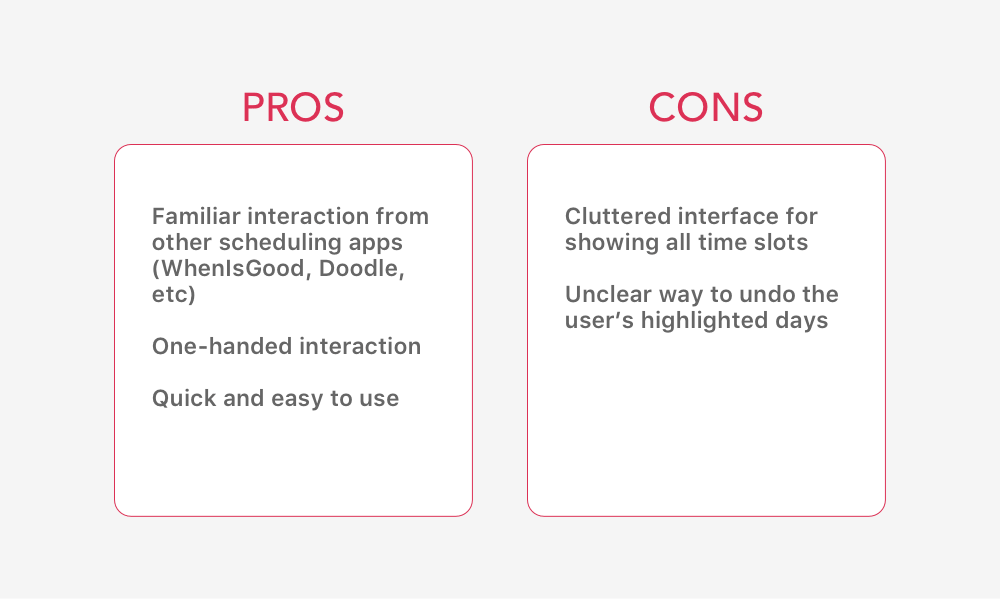 PROS
Familiar interaction from
other scheduling apps
(WhenIsGood, Doodle,
etc)
One-handed interaction
Quick and easy to use
CONS
Cluttered interface for
showing all time slots
Unclear way to undo the
user’s highlighted days